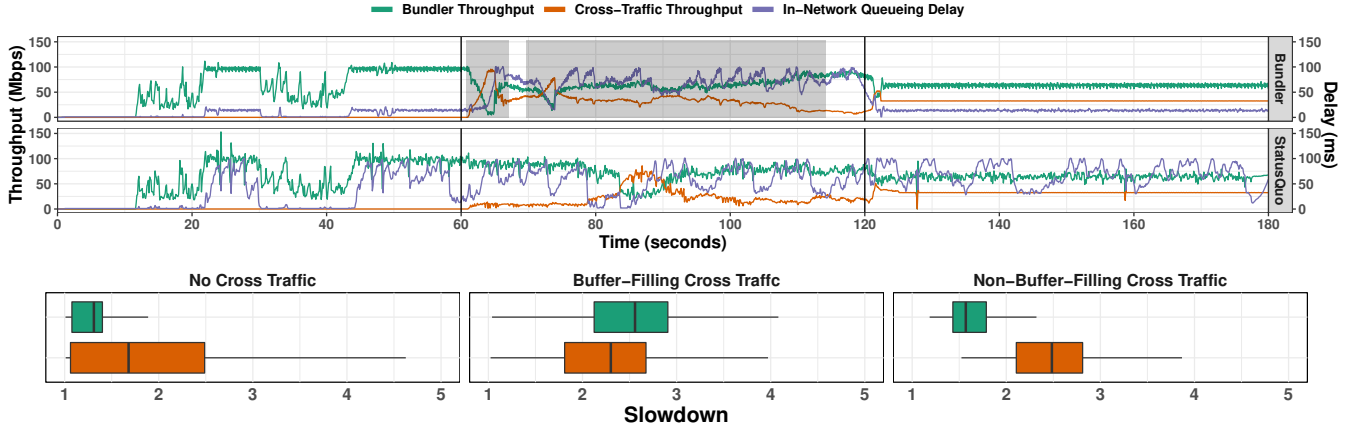 Bundler Throughput Cross−Traffic Throughput In−Network Queueing Delay
Throughput (Mbps)
150
100
50
0
150
100
50
0
Bundler
150
100
50
0
StatusQuo
150
100
50
0
Delay (ms)
0 20 40 60 80 100 120 140 160 180
Time (seconds)
No Cross Traffic Buffer−Filling Cross Traffc Non−Buffer−Filling Cross Traffic
1 2 3 4 5 1 2 3 4 5 1 2 3 4 5
Slowdown